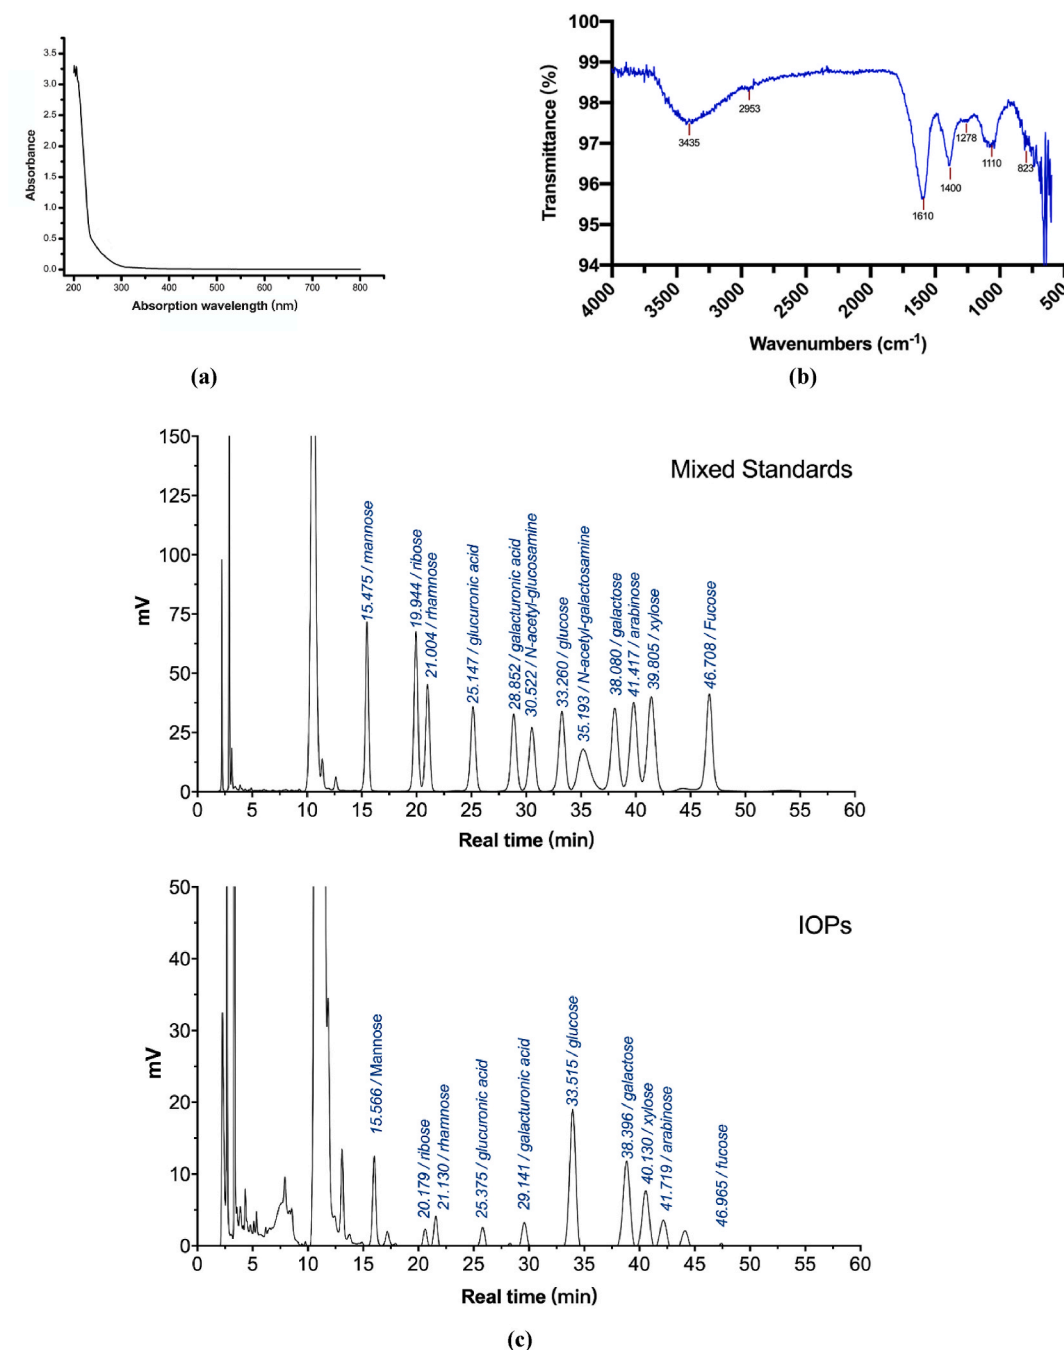 3.5
3.0
2.5
2.0
1.5
1.0
0.5
0.0
Absorbance
200 300 400 500 600 700 800
Absorption wavelength (nm)
(a)
100
99
98
97
96
95
94
Transmittance (%)
3435
2953
1610
1400
1278
1110
823
4000 3500 3000 2500 2000 1500 1000 500
Wavenumbers (cm-1)
(b)
Mixed Standards
150
125
100
75
50
25
0
mV
15.475 / mannose
19.944 / ribose
21.004 / rhamnose
25.147 / glucuronic acid
28.852 / galacturonic acid
30.522 / N-acetyl-glucosamine
33.260 / glucose
35.193 / N-acetyl-galactosamine
38.080 / galactose
41.417 / arabinose
39.805 / xylose
46.708 / Fucose
0 5 10 15 20 25 30 35 40 45 50 55 60
Real time (min)
IOPs
50
40
30
20
10
0
mV
15.566 / Mannose
20.179 / ribose
21.130 / rhamnose
25.375 / glucuronic acid
29.141 / galacturonic acid
33.515 / glucose
38.396 / galactose
40.130 / xylose
41.719 / arabinose
46.965 / fucose
0 5 10 15 20 25 30 35 40 45 50 55 60
Real time (min)
(c)